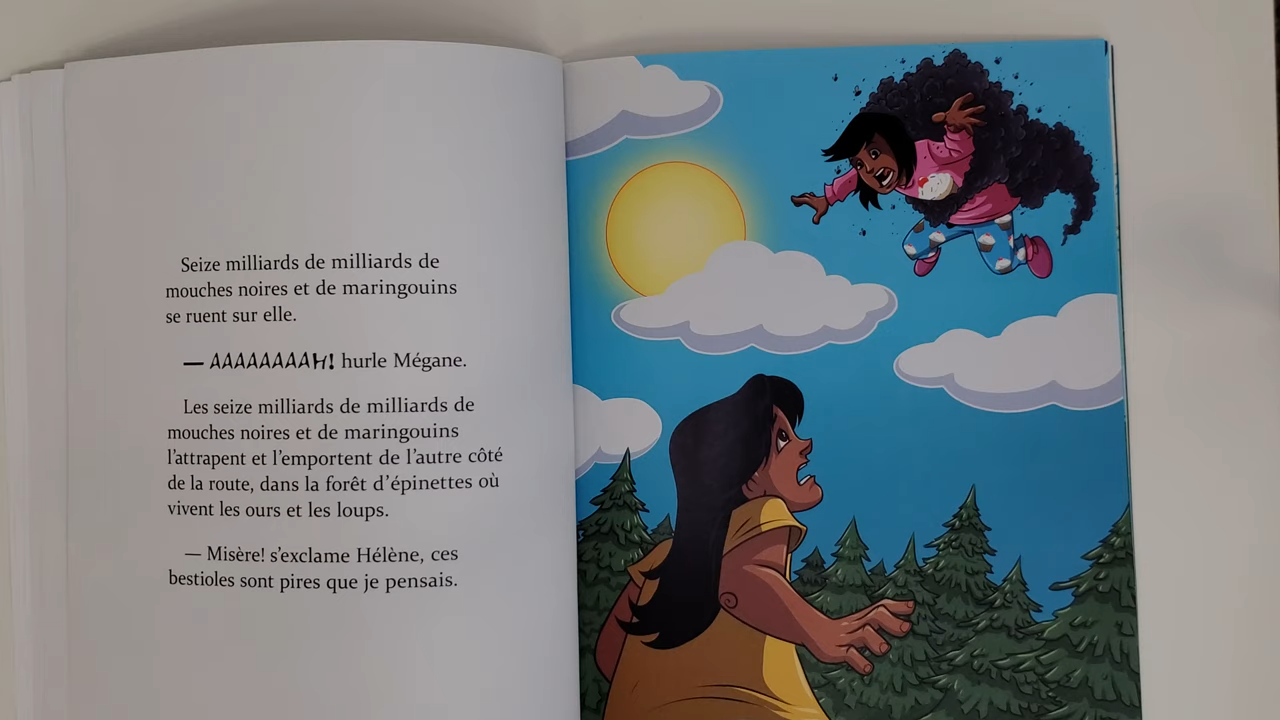 Seize milliards de milliards de
mouches noires et de maringouins
se ruent sur elle.
— AAAAAAAAH! hurle Mégane.
Les seize milliards de milliards de
mouches noires et de maringouins
l'attrapent et l'emportent de l'autre côté
de la route, dans la forêt d'épinettes où
vivent les ours et les loups.
— Misère! s'exclame Hélène, ces
bestioles sont pires que je pensais.